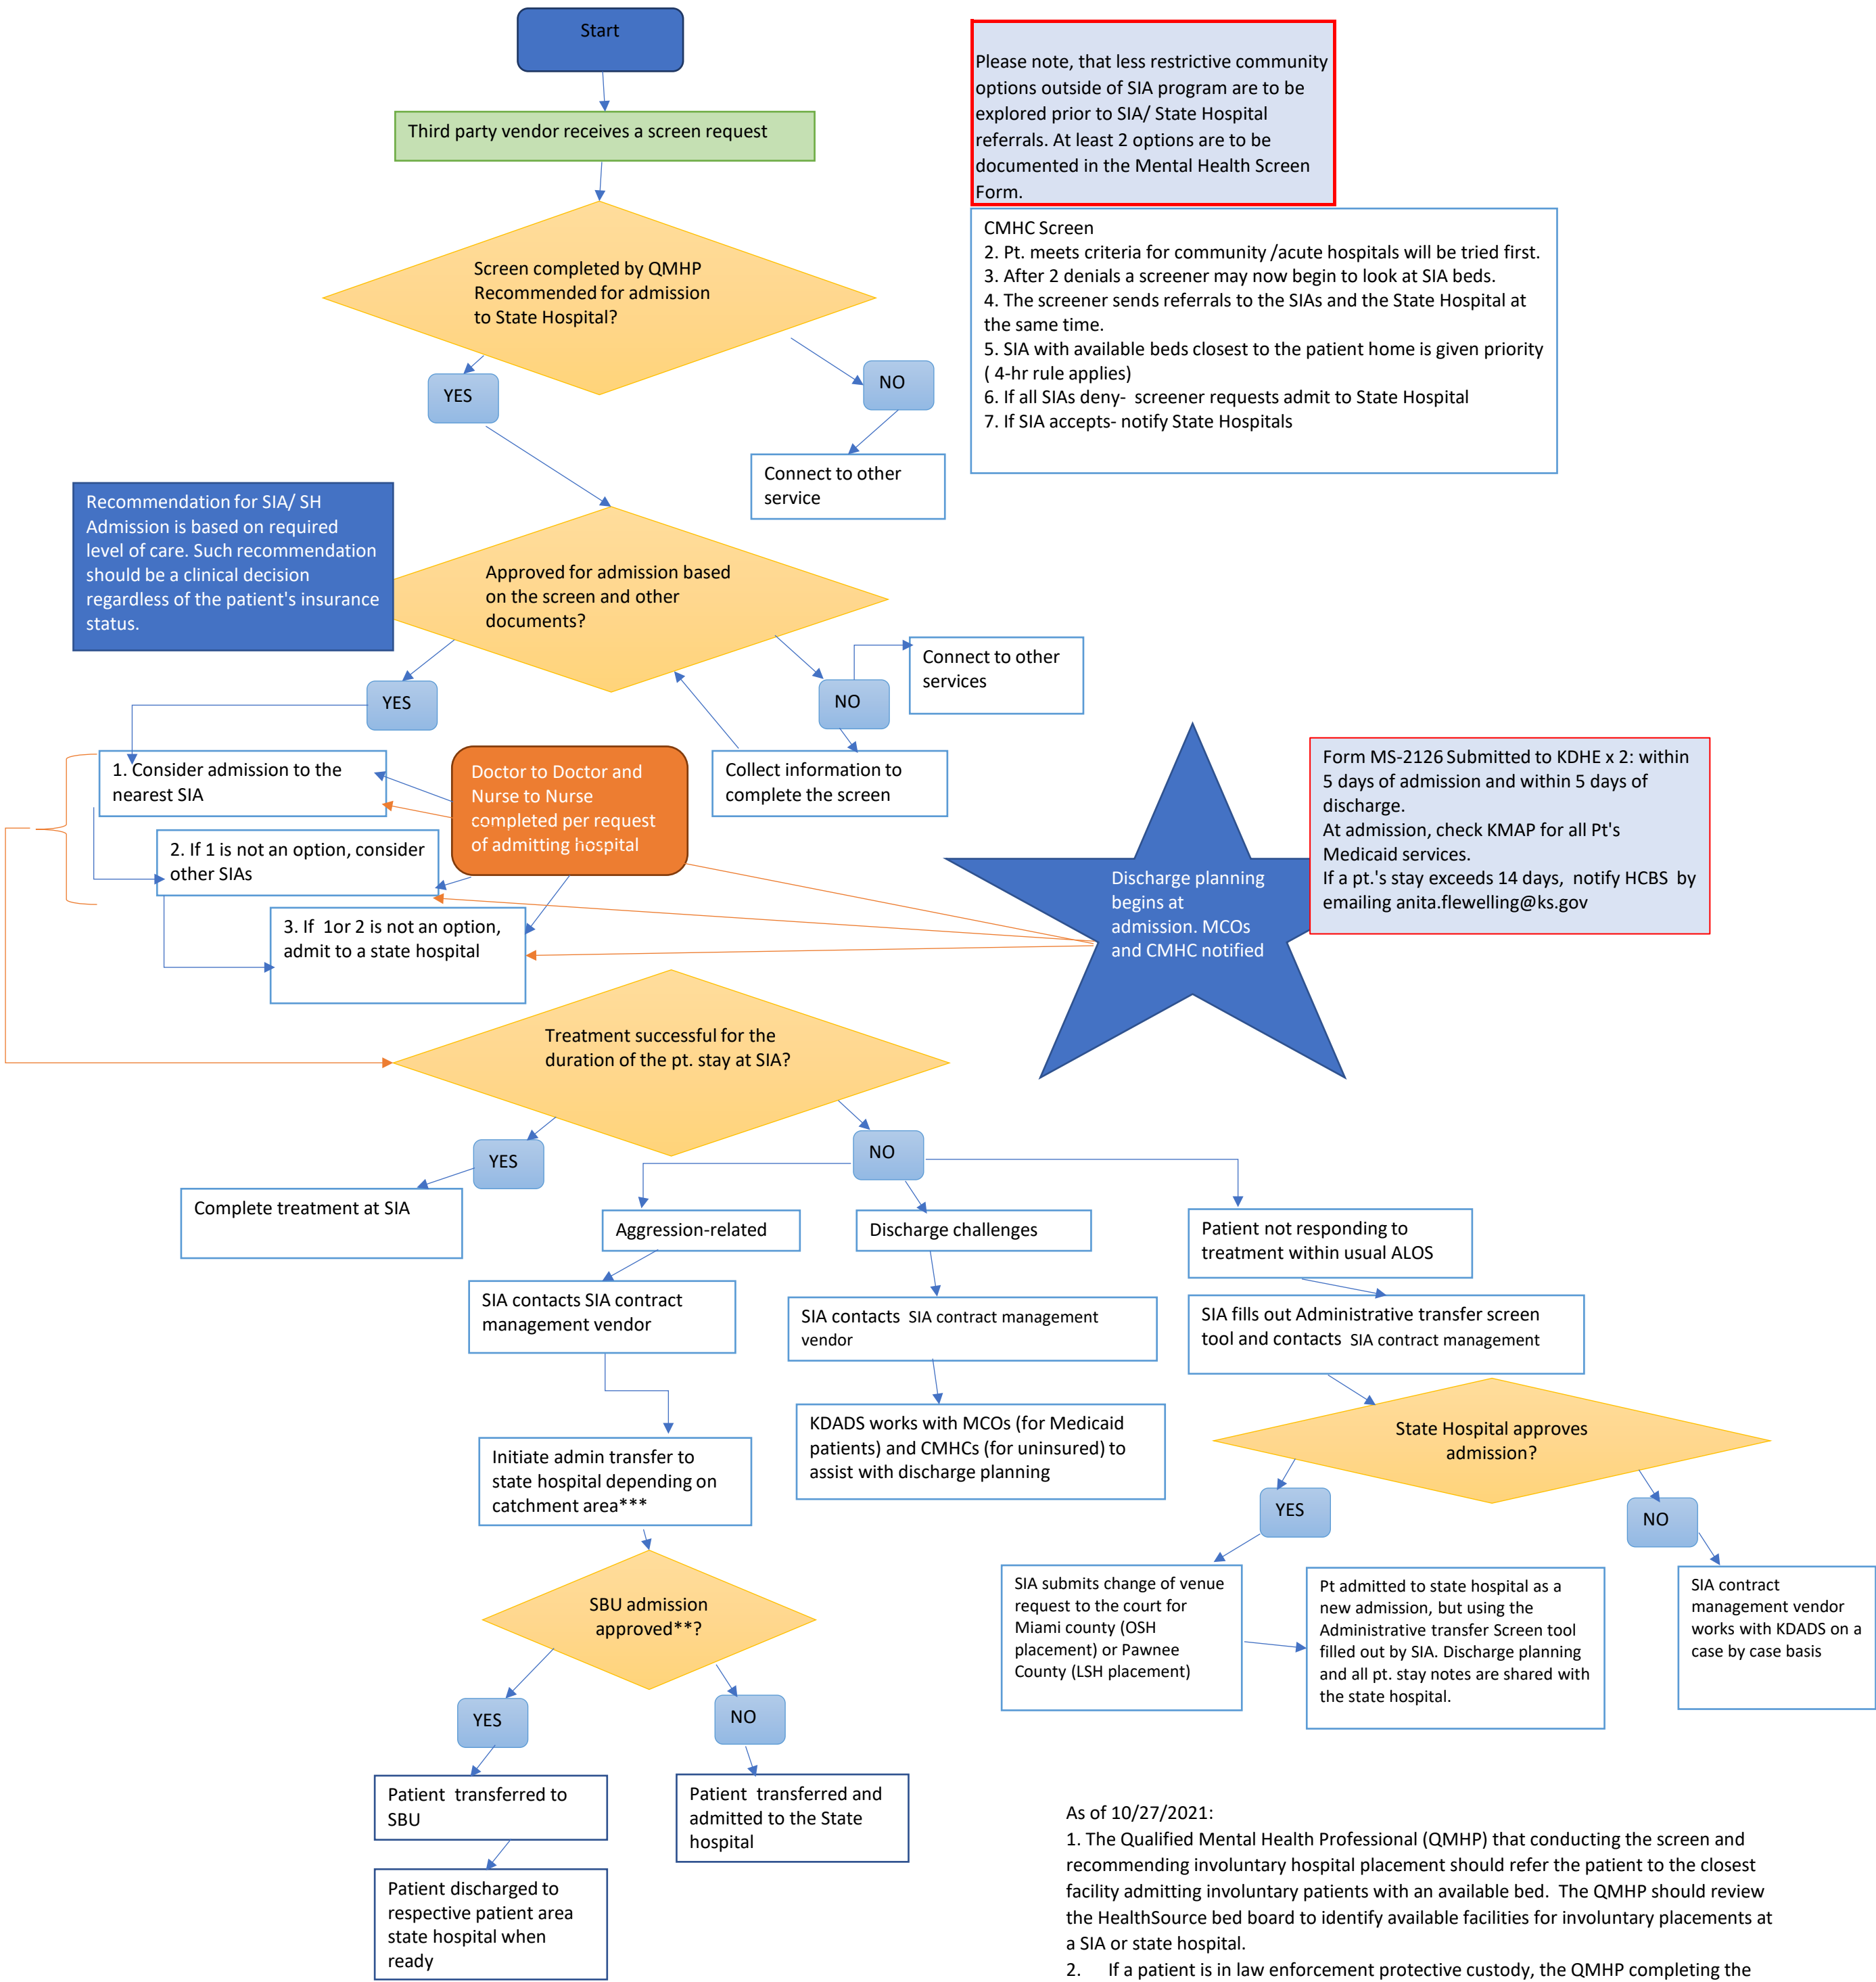 Start
Third party vendor receives a screen request
Please note, that less restrictive community
options outside of SIA program are to be
explored prior to SIA/ State Hospital
referrals. At least 2 options are to be
documented in the Mental Health Screen
Form.
CMHC Screen
2. Pt. meets criteria for community /acute hospitals will be tried first.
3. After 2 denials a screener may now begin to look at SIA beds.
4. The screener sends referrals to the SIAs and the State Hospital at
the same time.
5. SIA with available beds closest to the patient home is given priority
( 4-hr rule applies)
6. If all SIAs deny- screener requests admit to State Hospital
7. If SIA accepts- notify State Hospitals
Screen completed by QMHP
Recommended for admission
to State Hospital?
YES
NO
Connect to other
service
Recommendation for SIA/ SH
Admission is based on required
level of care. Such recommendation
should be a clinical decision
regardless of the patient's insurance
status.
Approved for admission based
on the screen and other
documents?
YES
NO
Connect to other
services
Collect information to
complete the screen
1. Consider admission to the
nearest SIA
2. If 1 is not an option, consider
other SIAs
3. If 1or 2 is not an option,
admit to a state hospital
Doctor to Doctor and
Nurse to Nurse
completed per request
of admitting hospital
Discharge planning
begins at
admission. MCOs
and CMHC notified
Form MS-2126 Submitted to KDHE x 2: within
5 days of admission and within 5 days of
discharge.
At admission, check KMAP for all Pt's
Medicaid services.
If a pt.'s stay exceeds 14 days, notify HCBS by
emailing anita.flewelling@ks.gov
Treatment successful for the
duration of the pt. stay at SIA?
YES
NO
Complete treatment at SIA
Aggression-related
Discharge challenges
Patient not responding to
treatment within usual ALOS
SIA contacts SIA contract
management vendor
SIA contacts SIA contract management
vendor
SIA fills out Administrative transfer screen
tool and contacts SIA contract management
Initiate admin transfer to
state hospital depending on
catchment area***
KDADS works with MCOs (for Medicaid
patients) and CMHCs (for uninsured) to
assist with discharge planning
State Hospital approves
admission?
YES
NO
SBU admission
approved**?
SIA submits change of venue
request to the court for
Miami county (OSH
placement) or Pawnee
County (LSH placement)
Pt admitted to state hospital as a
new admission, but using the
Administrative transfer Screen tool
filled out by SIA. Discharge planning
and all pt. stay notes are shared with
the state hospital.
SIA contract
management vendor
works with KDADS on a
case by case basis
YES
NO
Patient transferred to
SBU
Patient transferred and
admitted to the State
hospital
Patient discharged to
respective patient area
state hospital when
ready
As of 10/27/2021:
1. The Qualified Mental Health Professional (QMHP) that conducting the screen and
recommending involuntary hospital placement should refer the patient to the closest
facility admitting involuntary patients with an available bed. The QMHP should review
the HealthSource bed board to identify available facilities for involuntary placements at
a SIA or state hospital.
2. If a patient is in law enforcement protective custody, the QMHP completing the